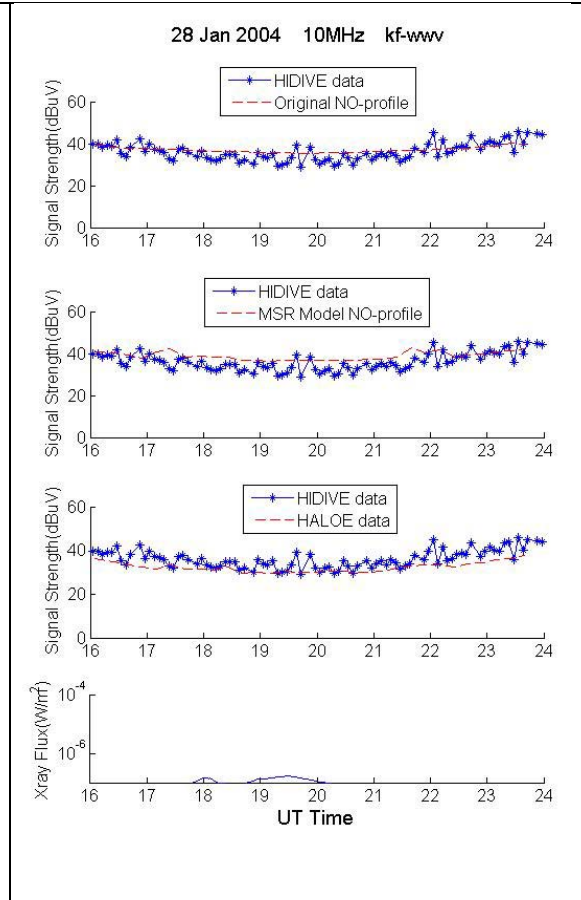 28 Jan 2004 10MHz kf-wwv
HIDIVE data
Original NO-profile
Signal Strength(dBuV)
60
40
20
0
16 17 18 19 20 21 22 23 24
HIDIVE data
MSR Model NO-profile
Signal Strength(dBuV)
60
40
20
0
16 17 18 19 20 21 22 23 24
HIDIVE data
HALOE data
Signal Strength(dBuV)
60
40
20
0
16 17 18 19 20 21 22 23 24
Xray Flux(W/m²)
10⁻⁴
10⁻⁶
16 17 18 19 20 21 22 23 24
UT Time